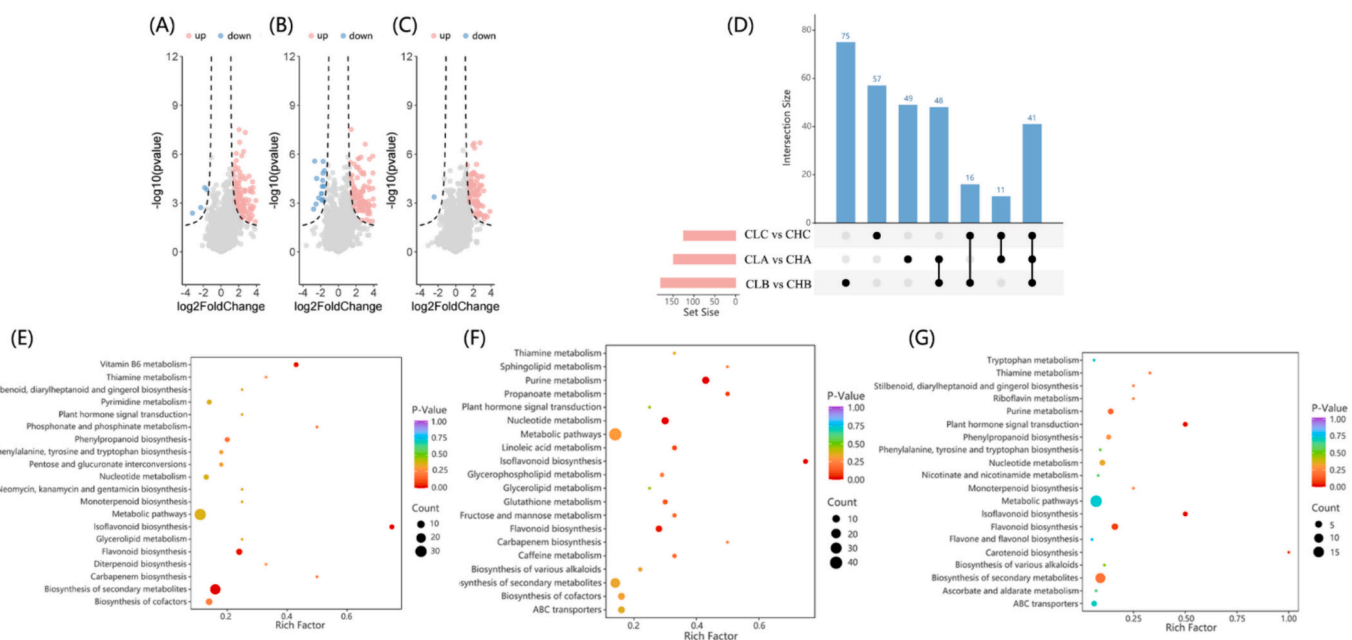 (A)
up down
12
9
6
3
0
-log10(pvalue)
-4 -2 0 2 4
log2FoldChange
(B)
up down
12
9
6
3
0
-log10(pvalue)
-4 -2 0 2 4
log2FoldChange
(C)
up down
12
9
6
3
0
-log10(pvalue)
-4 -2 0 2 4
log2FoldChange
(D)
Intersection Size
80
60
40
20
0
75
57
49
48
16
11
41
CLC vs CHC
CLA vs CHA
CLB vs CHB
150 100 50 0
Set Sise
(E)
Vitamin B6 metabolism
Thiamine metabolism
benoid, diarylheptanoid and gingerol biosynthesis
Pyrimidine metabolism
Plant hormone signal transduction
Phosphonate and phosphinate metabolism
Phenylpropanoid biosynthesis
enylalanine, tyrosine and tryptophan biosynthesis
Pentose and glucuronate interconversions
Nucleotide metabolism
eomycin, kanamycin and gentamicin biosynthesis
Monoterpenoid biosynthesis
Metabolic pathways
Isoflavonoid biosynthesis
Glycerolipid metabolism
Flavonoid biosynthesis
Diterpenoid biosynthesis
Carbapenem biosynthesis
Biosynthesis of secondary metabolites
Biosynthesis of cofactors
0.2 0.4 0.6
Rich Factor
P-Value
1.00
0.75
0.50
0.25
0.00
Count
10
20
30
(F)
Thiamine metabolism
Sphingolipid metabolism
Purine metabolism
Propanoate metabolism
Plant hormone signal transduction
Nucleotide metabolism
Metabolic pathways
Linoleic acid metabolism
Isoflavonoid biosynthesis
Glycerophospholipid metabolism
Glycerolipid metabolism
Glutathione metabolism
Fructose and mannose metabolism
Flavonoid biosynthesis
Carbapenem biosynthesis
Caffeine metabolism
Biosynthesis of various alkaloids
synthesis of secondary metabolites
Biosynthesis of cofactors
ABC transporters
0.2 0.4 0.6
Rich Factor
P-Value
1.00
0.75
0.50
0.25
0.00
Count
10
20
30
40
(G)
Tryptophan metabolism
Thiamine metabolism
Stilbenoid, diarylheptanoid and gingerol biosynthesis
Riboflavin metabolism
Purine metabolism
Plant hormone signal transduction
Phenylpropanoid biosynthesis
Phenylalanine, tyrosine and tryptophan biosynthesis
Nucleotide metabolism
Nicotinate and nicotinamide metabolism
Monoterpenoid biosynthesis
Metabolic pathways
Isoflavonoid biosynthesis
Flavonoid biosynthesis
Flavone and flavonol biosynthesis
Carotenoid biosynthesis
Biosynthesis of various alkaloids
Biosynthesis of secondary metabolites
Ascorbate and aldarate metabolism
ABC transporters
0.25 0.50 0.75 1.00
Rich Factor
P-Value
1.00
0.75
0.50
0.25
0.00
Count
5
10
15